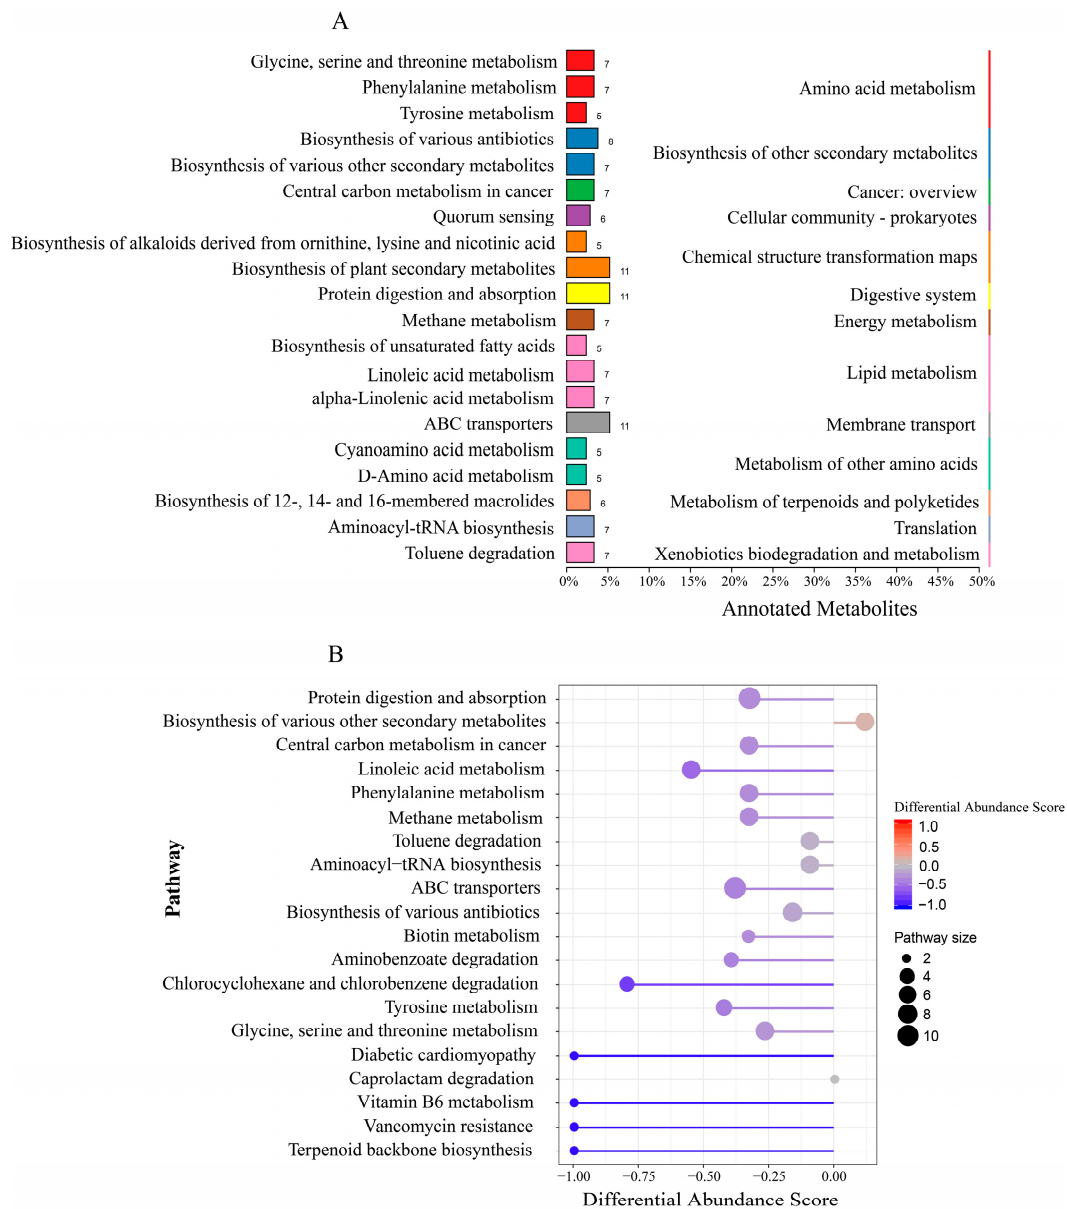 A
Glycine, serine and threonine metabolism 7
Phenylalanine metabolism 7
Amino acid metabolism
Tyrosine metabolism 6
Biosynthesis of various antibiotics 8
Biosynthesis of other secondary metabolites
Biosynthesis of various other secondary metabolites 7
Central carbon metabolism in cancer 7 Cancer: overview
Quorum sensing 6 Cellular community - prokaryotes
Biosynthesis of alkaloids derived from ornithine, lysine and nicotinic acid 5
Chemical structure transformation maps
Biosynthesis of plant secondary metabolites 11
Protein digestion and absorption 11 Digestive system
Methane metabolism 7 Energy metabolism
Biosynthesis of unsaturated fatty acids 5
Linoleic acid metabolism 7 Lipid metabolism
alpha-Linolenic acid metabolism 7
ABC transporters 11 Membrane transport
Cyanoamino acid metabolism 5
Metabolism of other amino acids
D-Amino acid metabolism 5
Biosynthesis of 12-, 14- and 16-membered macrolides 6 Metabolism of terpenoids and polyketides
Aminoacyl-tRNA biosynthesis 7 Translation
Toluene degradation 7 Xenobiotics biodegradation and metabolism
0% 5% 10% 15% 20% 25% 30% 35% 40% 45% 50%
Annotated Metabolites
B
Pathway
Protein digestion and absorption
Biosynthesis of various other secondary metabolites
Central carbon metabolism in cancer
Linoleic acid metabolism
Phenylalanine metabolism
Methane metabolism
Toluene degradation
Aminoacyl−tRNA biosynthesis
ABC transporters
Biosynthesis of various antibiotics
Biotin metabolism
Aminobenzoate degradation
Chlorocyclohexane and chlorobenzene degradation
Tyrosine metabolism
Glycine, serine and threonine metabolism
Diabetic cardiomyopathy
Caprolactam degradation
Vitamin B6 metabolism
Vancomycin resistance
Terpenoid backbone biosynthesis
−1.00 −0.75 −0.50 −0.25 0.00
Differential Abundance Score
Differential Abundance Score
1.0
0.5
0.0
−0.5
−1.0
Pathway size
2
4
6
8
10